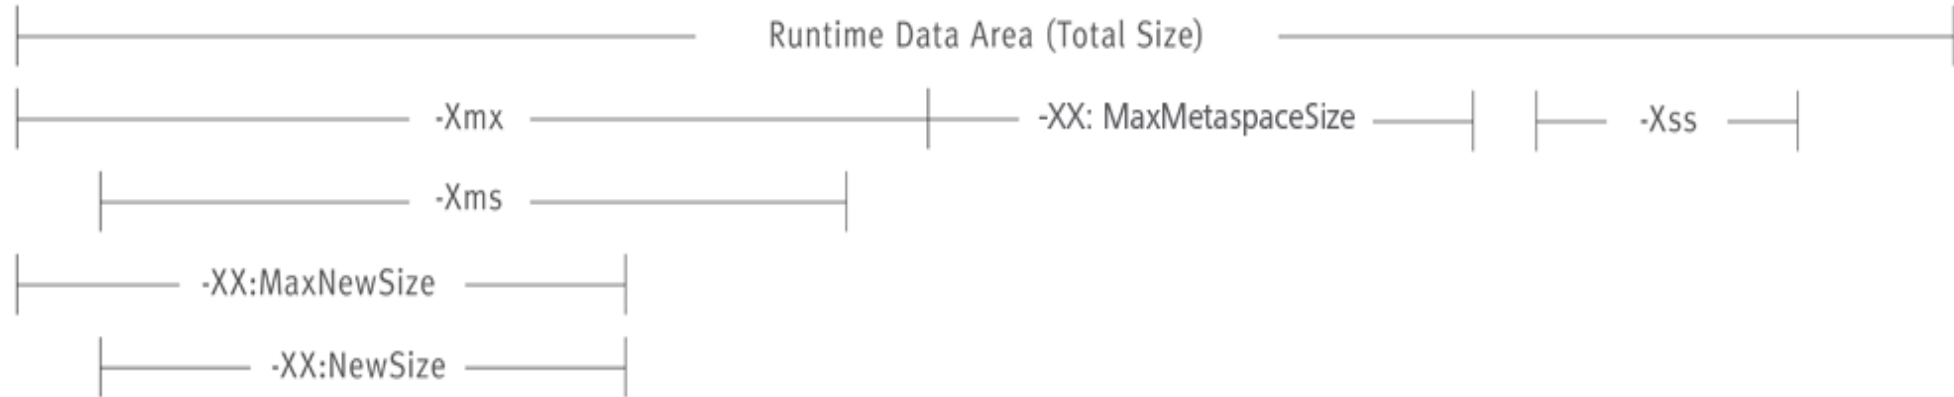 Runtime Data Area (Total Size)
-Xmx -XX: MaxMetaspaceSize -Xss
-Xms
-XX:MaxNewSize
-XX:NewSize